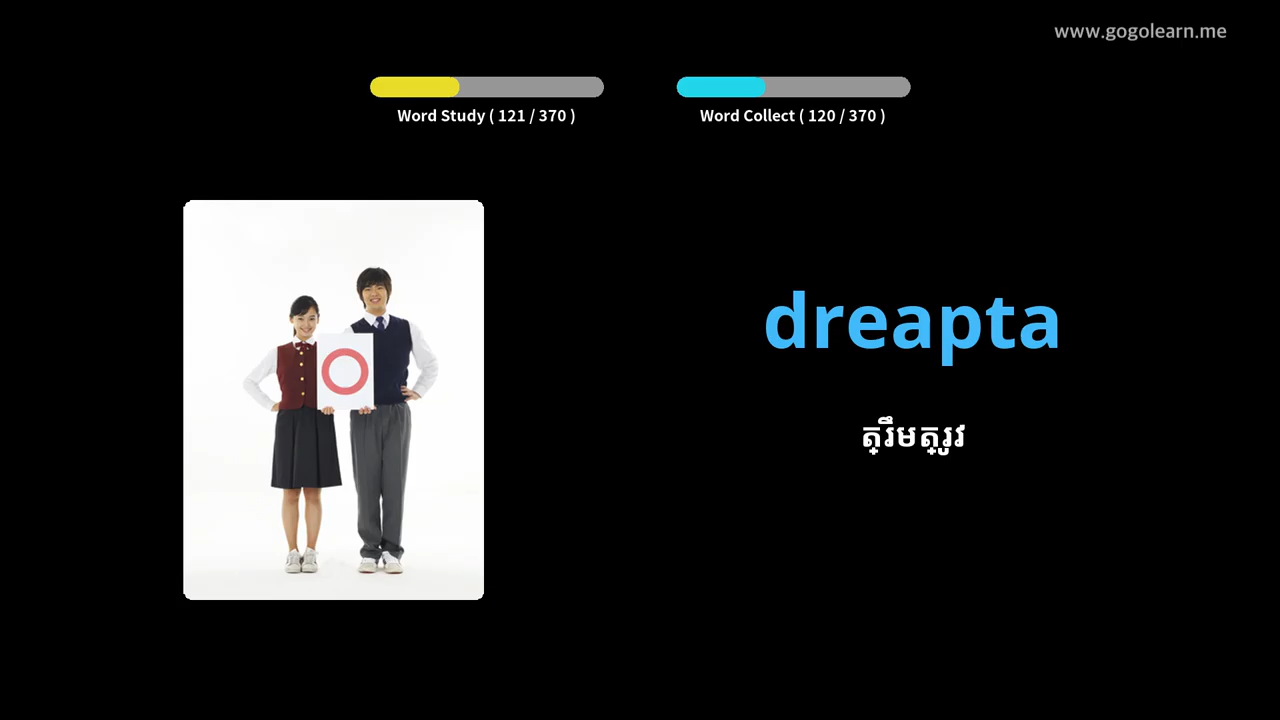 www.gogolearn.me
Word Study ( 121 / 370 )
Word Collect ( 120 / 370 )
dreapta
ត្រឹមត្រូវ